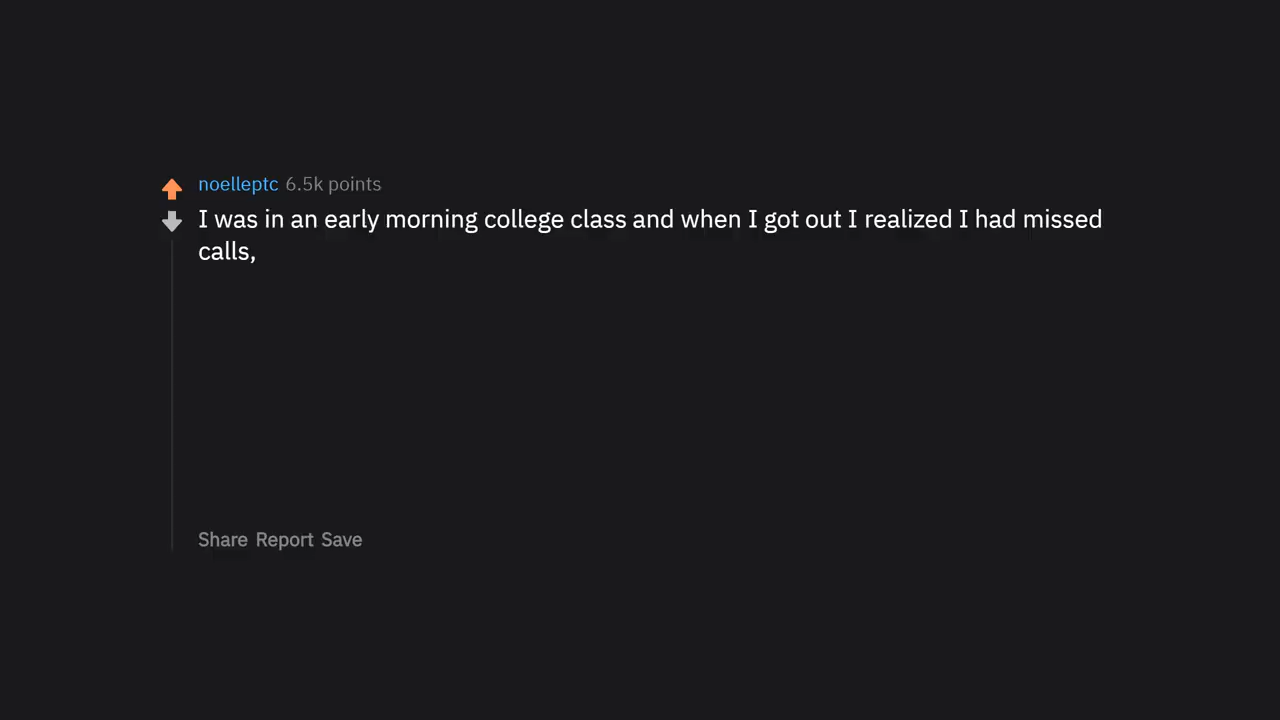 noelleptc 6.5k points
I was in an early morning college class and when I got out I realized I had missed
calls,
Share Report Save